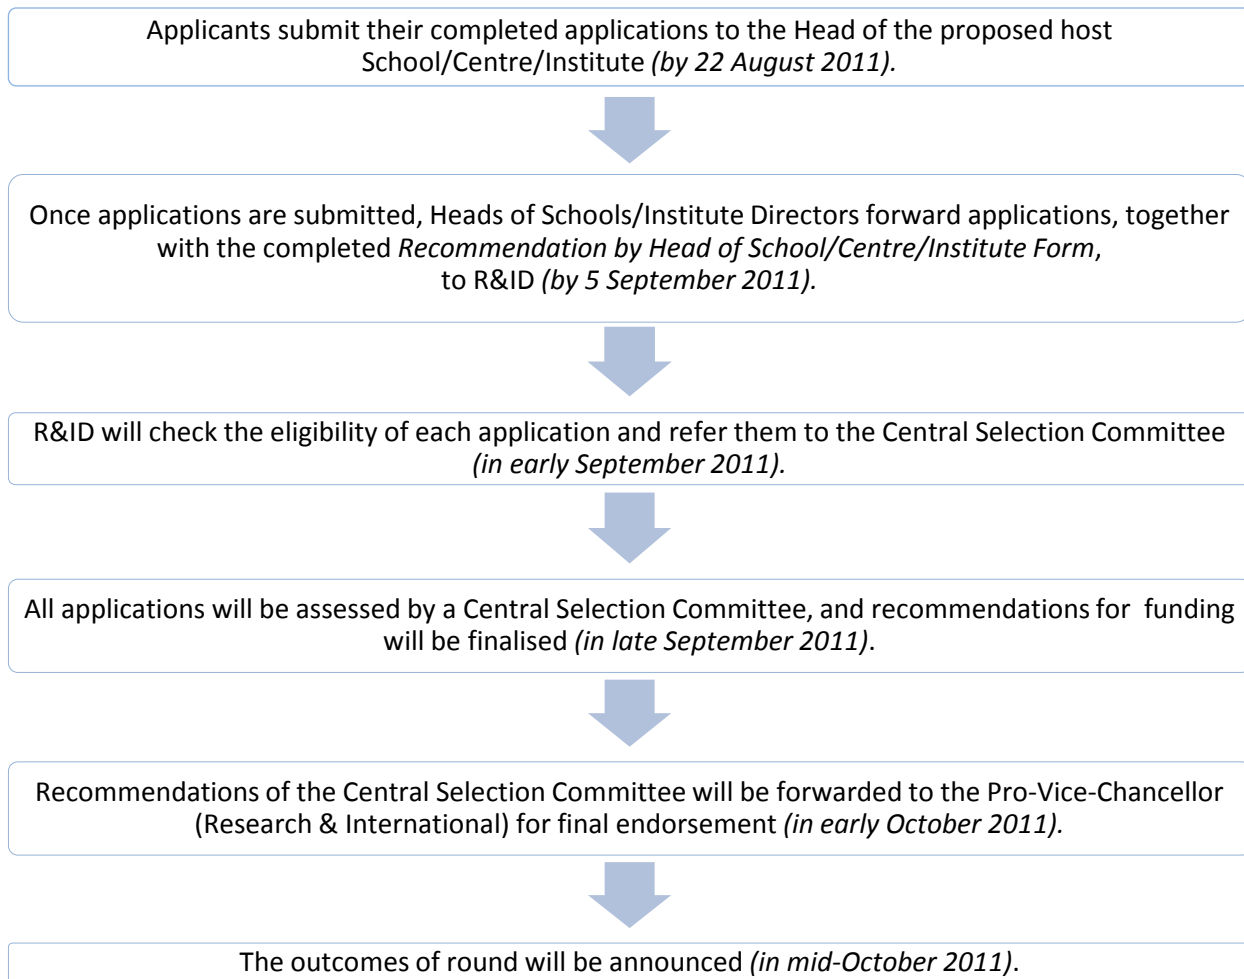 Applicants submit their completed applications to the Head of the proposed host
School/Centre/Institute (by 22 August 2011).
Once applications are submitted, Heads of Schools/Institute Directors forward applications, together
with the completed Recommendation by Head of School/Centre/Institute Form,
to R&ID (by 5 September 2011).
R&ID will check the eligibility of each application and refer them to the Central Selection Committee
(in early September 2011).
All applications will be assessed by a Central Selection Committee, and recommendations for funding
will be finalised (in late September 2011).
Recommendations of the Central Selection Committee will be forwarded to the Pro-Vice-Chancellor
(Research & International) for final endorsement (in early October 2011).
The outcomes of round will be announced (in mid-October 2011).